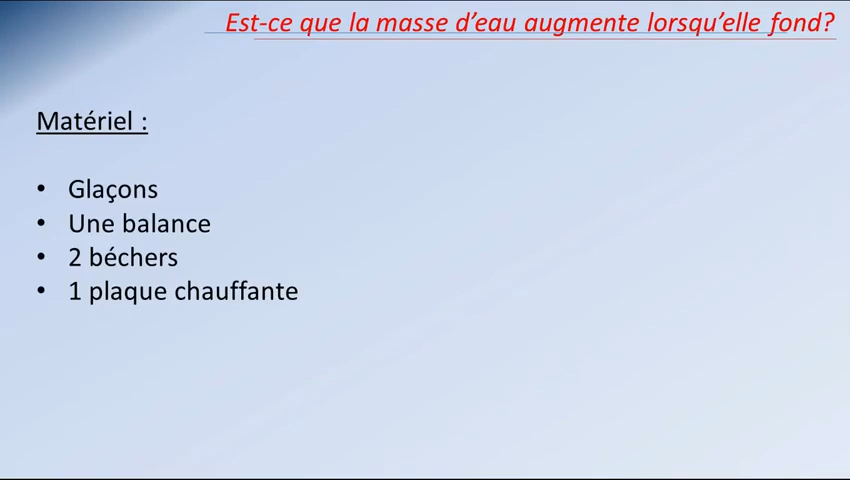 Est-ce que la masse d’eau augmente lorsqu’elle fond?
Matériel :
• Glaçons
• Une balance
• 2 béchers
• 1 plaque chauffante